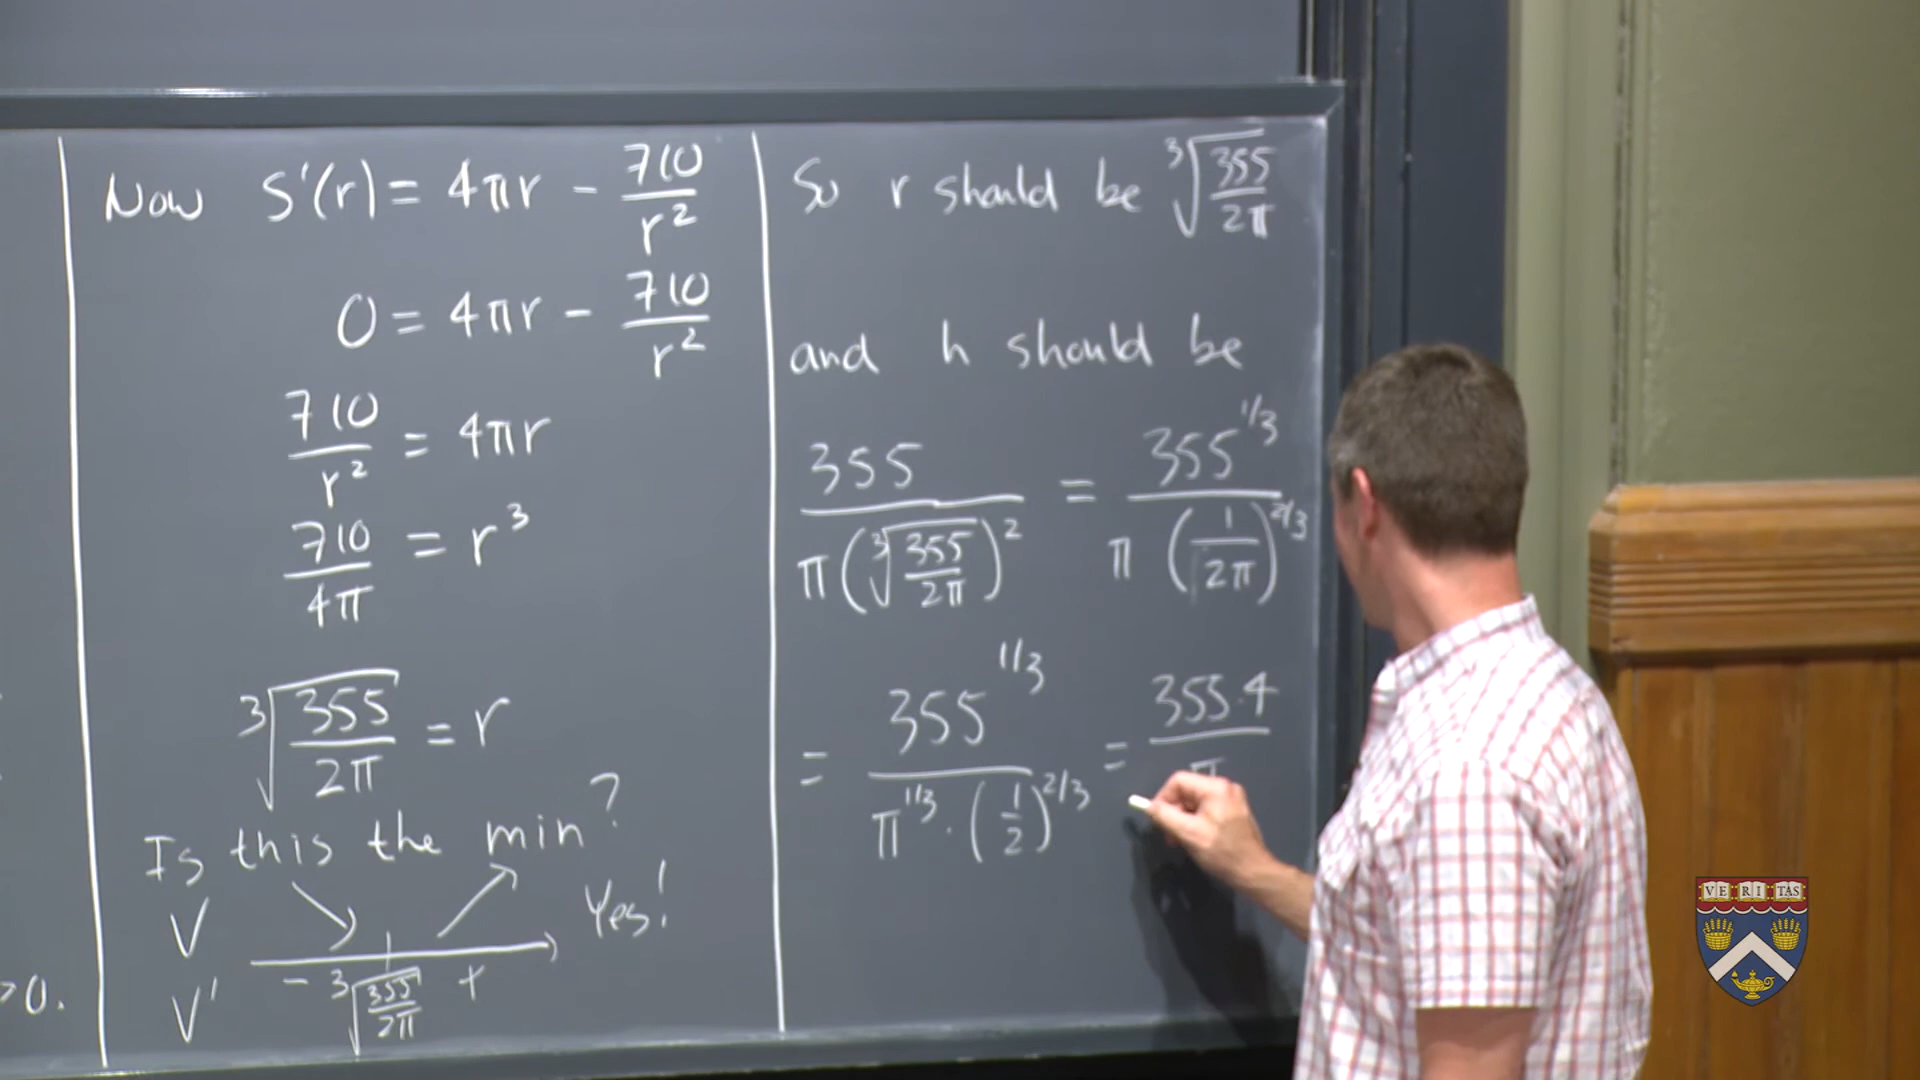 >0.
Now S'(r) = 4πr - 710/r²
0 = 4πr - 710/r²
710/r² = 4πr
710/4π = r³
∛(355/2π) = r
Is this the min?
V Yes!
V' - ∛(355/2π) +
So r should be ∛(355/2π)
and h should be
355/(π(∛(355/2π))²) = 355^(1/3)/(π(1/2π)^(2/3))
= 355^(1/3)/(π^(1/3)·(1/2)^(2/3)) = 355·4/π
VE RI TAS